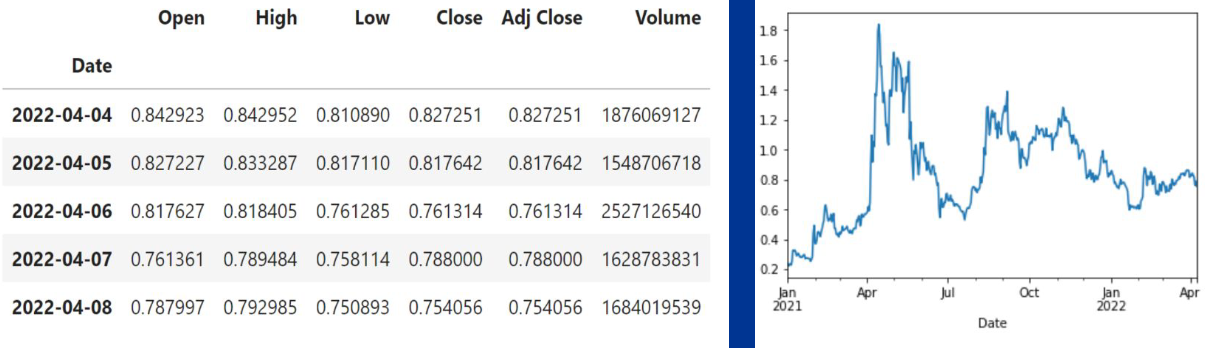 Open High Low Close Adj Close Volume
Date
2022-04-04 0.842923 0.842952 0.810890 0.827251 0.827251 1876069127
2022-04-05 0.827227 0.833287 0.817110 0.817642 0.817642 1548706718
2022-04-06 0.817627 0.818405 0.761285 0.761314 0.761314 2527126540
2022-04-07 0.761361 0.789484 0.758114 0.788000 0.788000 1628783831
2022-04-08 0.787997 0.792985 0.750893 0.754056 0.754056 1684019539
1.8
1.6
1.4
1.2
1.0
0.8
0.6
0.4
0.2
Jan Apr Jul Oct Jan Apr
2021 2022
Date